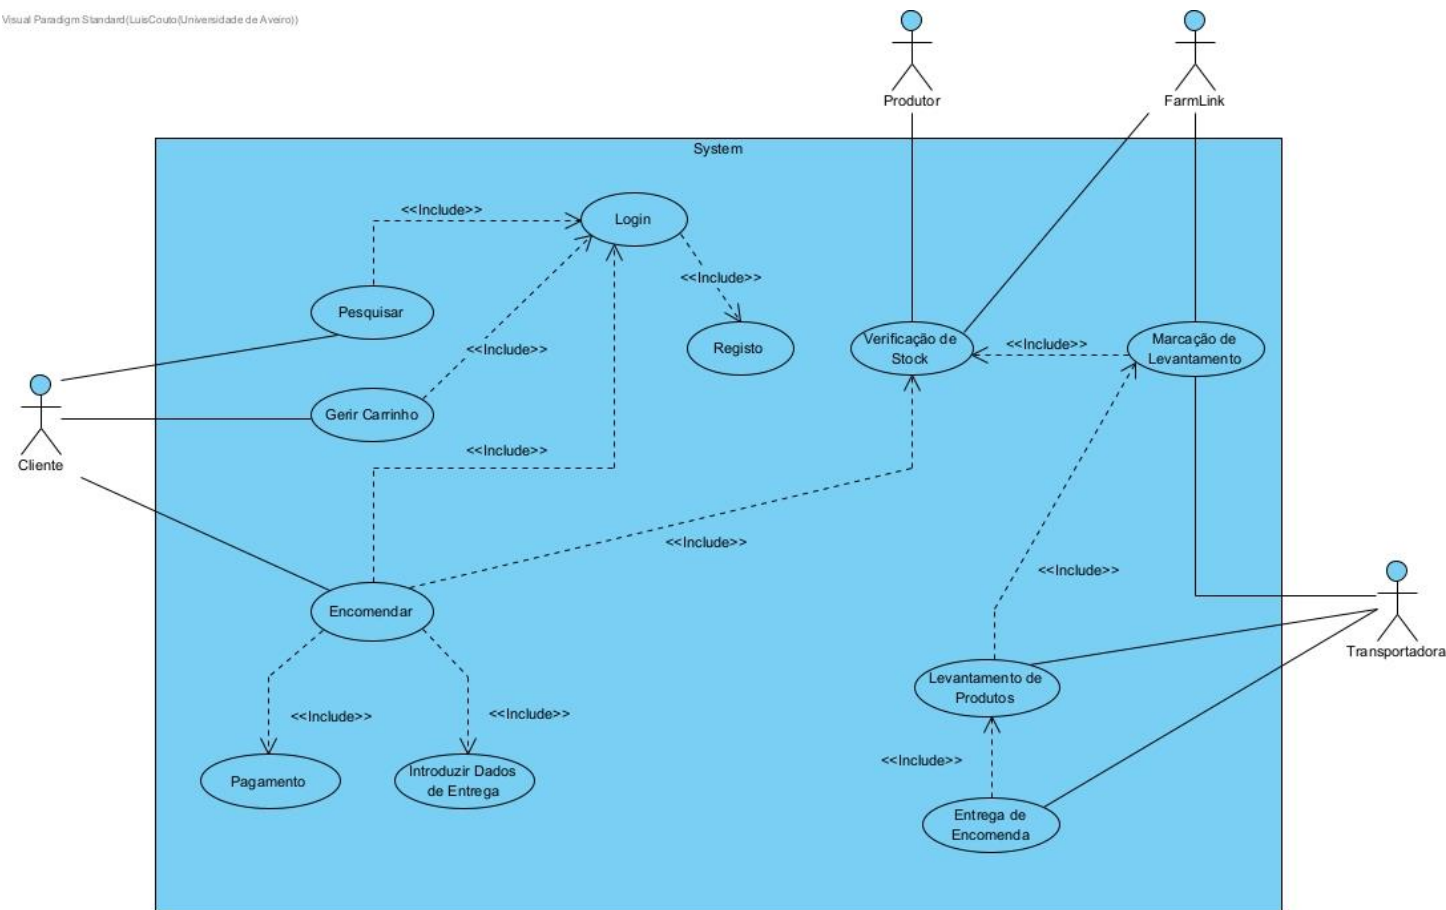 Visual Paradigm Standard(LuisCouto(Universidade de Aveiro))
Produtor
FarmLink
System
<<Include>>
Login
<<Include>>
Pesquisar
<<Include>>
Registo
Verificação de
Stock
<<Include>>
Marcação de
Levantamento
Gerir Carrinho
Cliente
<<Include>>
<<Include>>
<<Include>>
Encomendar
Transportadora
Levantamento de
Produtos
<<Include>>
<<Include>>
<<Include>>
Pagamento
Introduzir Dados
de Entrega
Entrega de
Encomenda